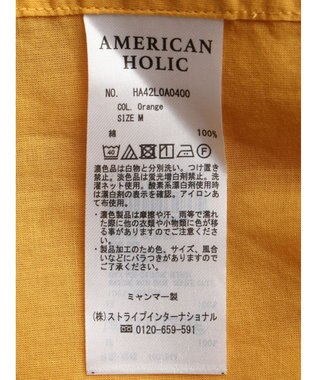 AMERICAN
HOLIC
NO. HA42L0A0400
COL. Orange
SIZE M
綿 100%
40
濃色品は白物と分別洗い。つけ置き
禁止。淡色品は蛍光増白剤禁止。洗
濯ネット使用。酸素系漂白剤使用時
は漂白剤の表示を確認。アイロンあ
て布使用。
・濃色製品は摩擦や汗、雨等で濡れ
た際に他の衣類や小物類に色が移
る事がありますのでご注意下さい。
・製品加工のため色、サイズ、風合
いなどにバラつきがありますのでご
了承ください。
ミャンマー製
(株)ストライプインターナショナル
☎ 0120-659-591